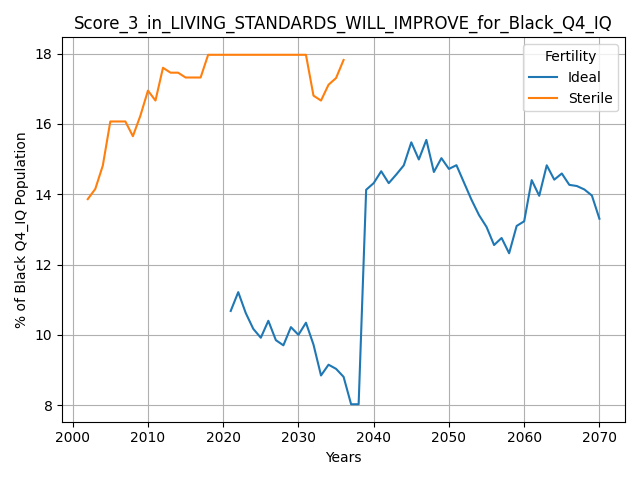 Score_3_in_LIVING_STANDARDS_WILL_IMPROVE_for_Black_Q4_IQ
Fertility
Ideal
Sterile
% of Black Q4_IQ Population
18
16
14
12
10
8
2000 2010 2020 2030 2040 2050 2060 2070
Years